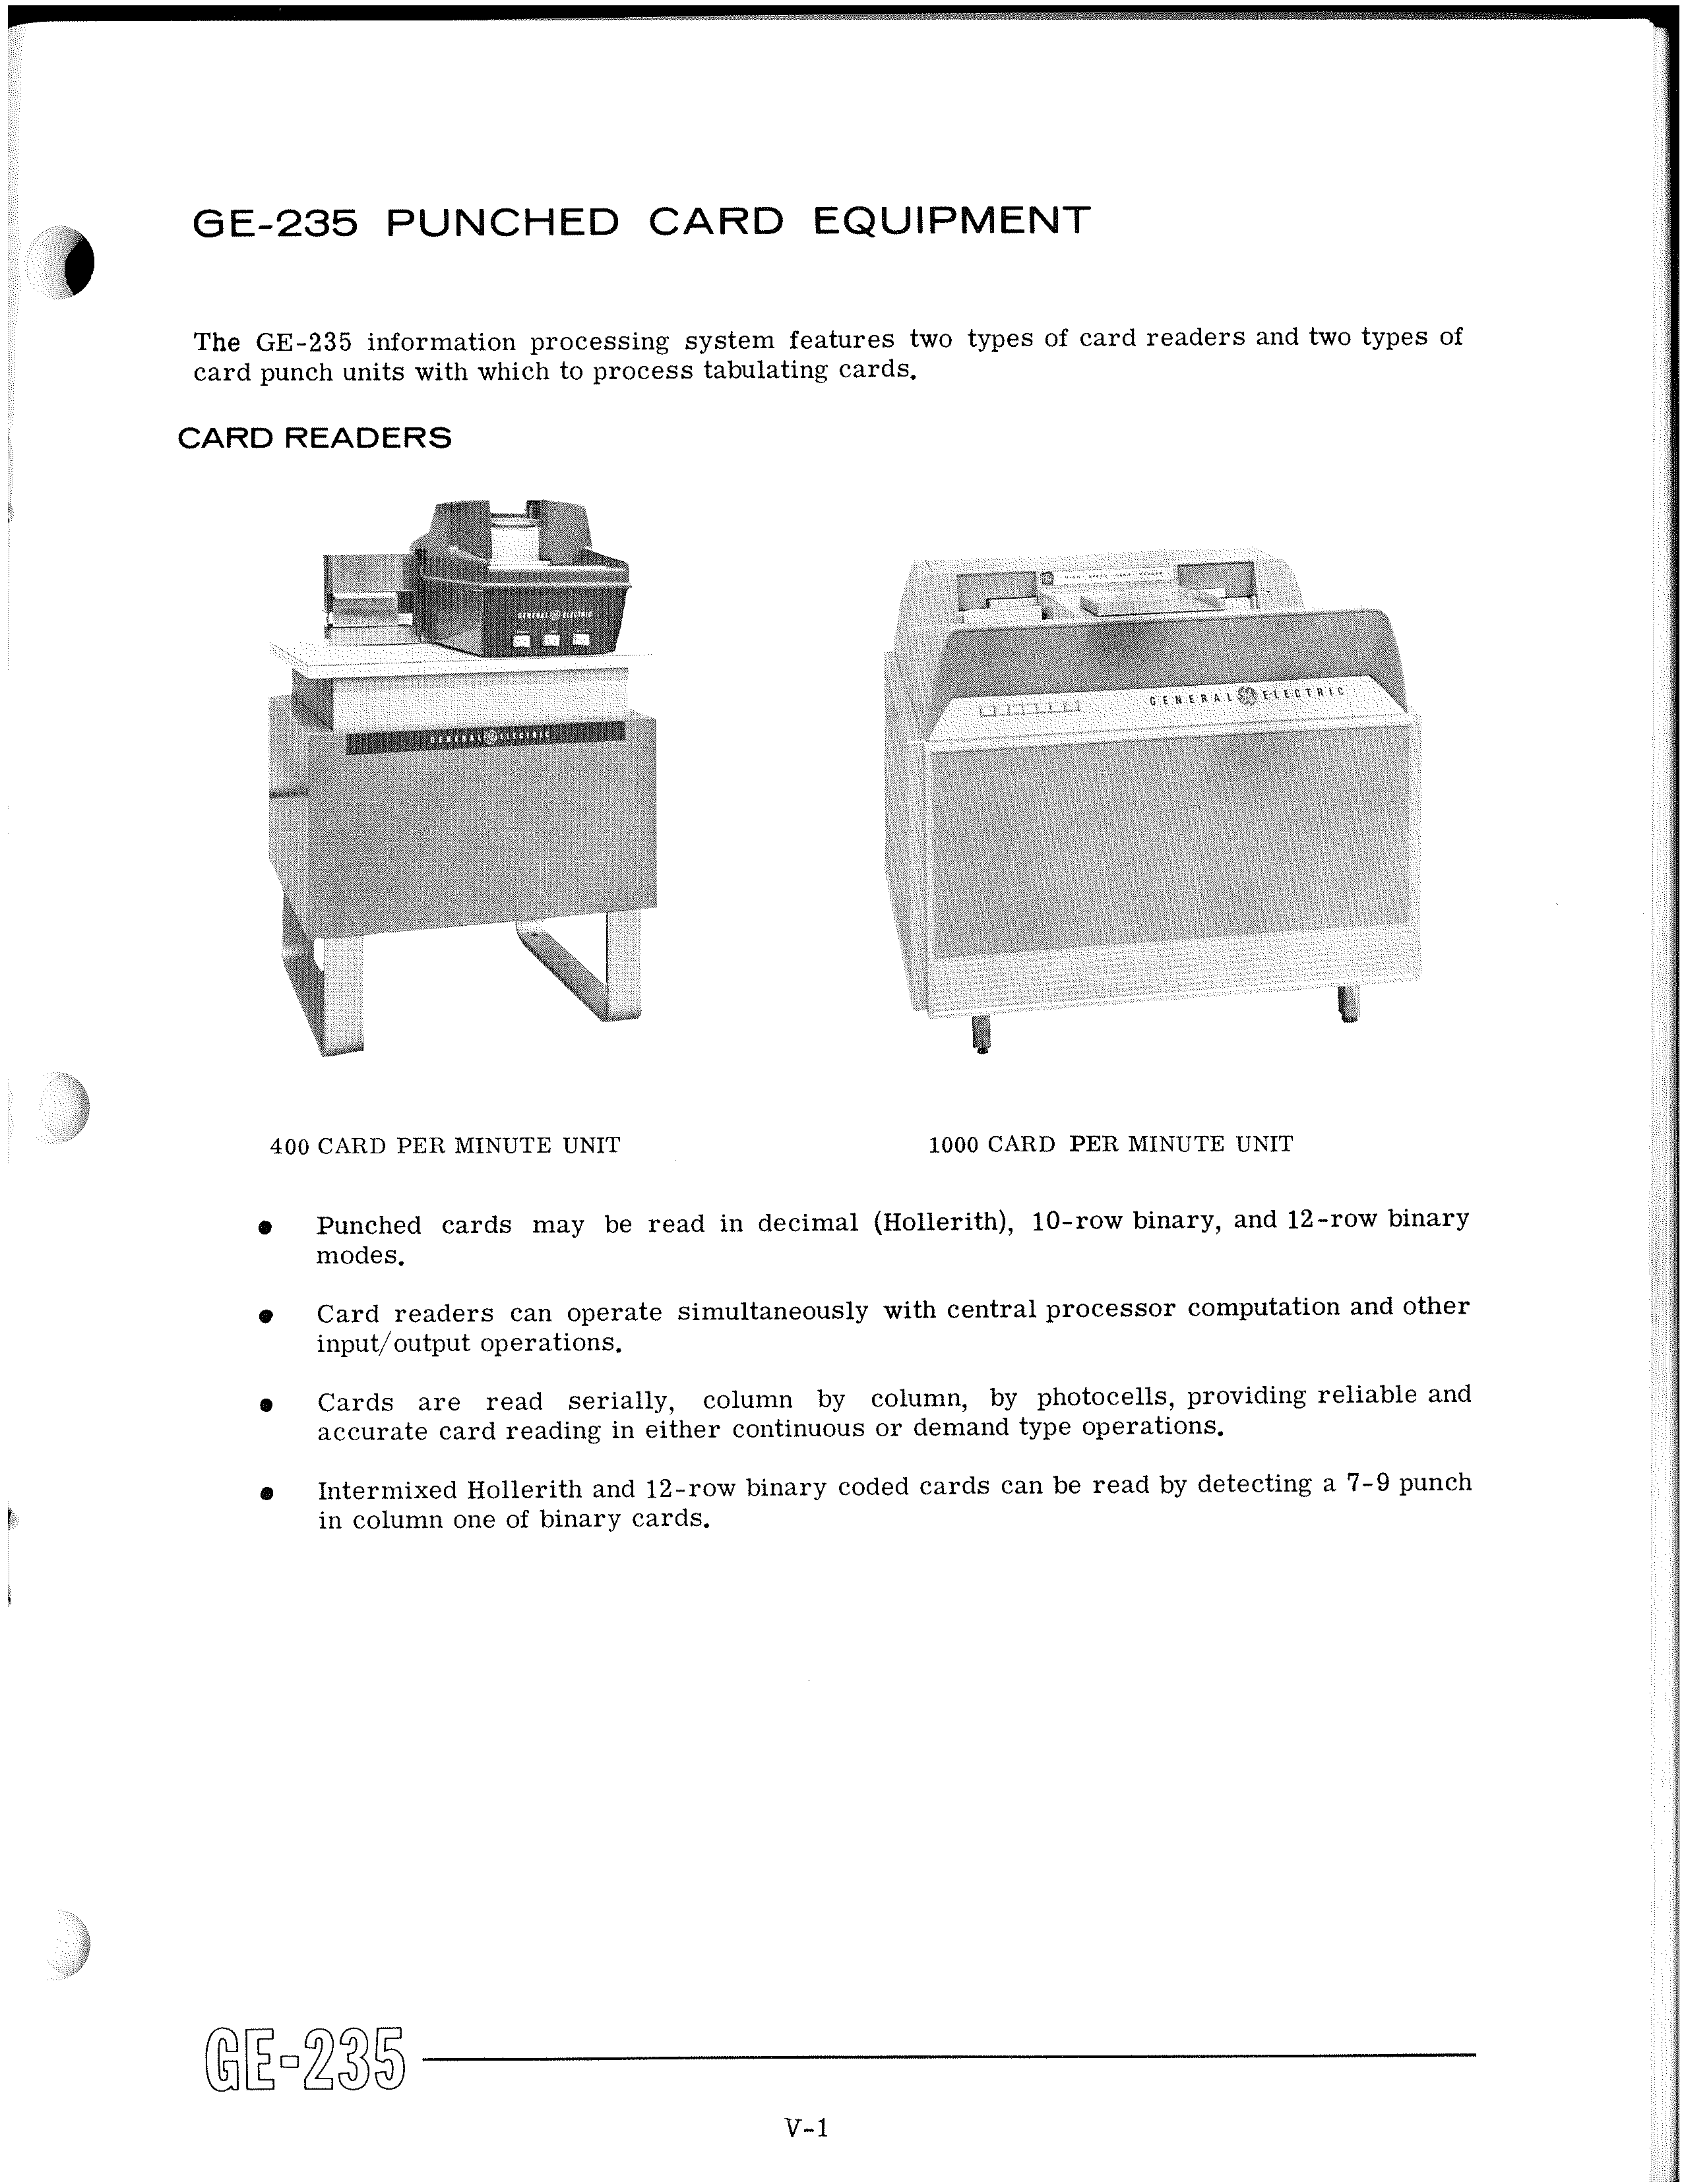 GE-235 PUNCHED CARD EQUIPMENT
The GE-235 information processing system features two types of card readers and two types of
card punch units with which to process tabulating cards.
CARD READERS
GENERAL ELECTRIC
GENERAL ELECTRIC
HIGH SPEED CARD READER
GENERAL ELECTRIC
400 CARD PER MINUTE UNIT
1000 CARD PER MINUTE UNIT
● Punched cards may be read in decimal (Hollerith), 10-row binary, and 12-row binary
modes.
● Card readers can operate simultaneously with central processor computation and other
input/output operations.
● Cards are read serially, column by column, by photocells, providing reliable and
accurate card reading in either continuous or demand type operations.
● Intermixed Hollerith and 12-row binary coded cards can be read by detecting a 7-9 punch
in column one of binary cards.
GE-235
V-1